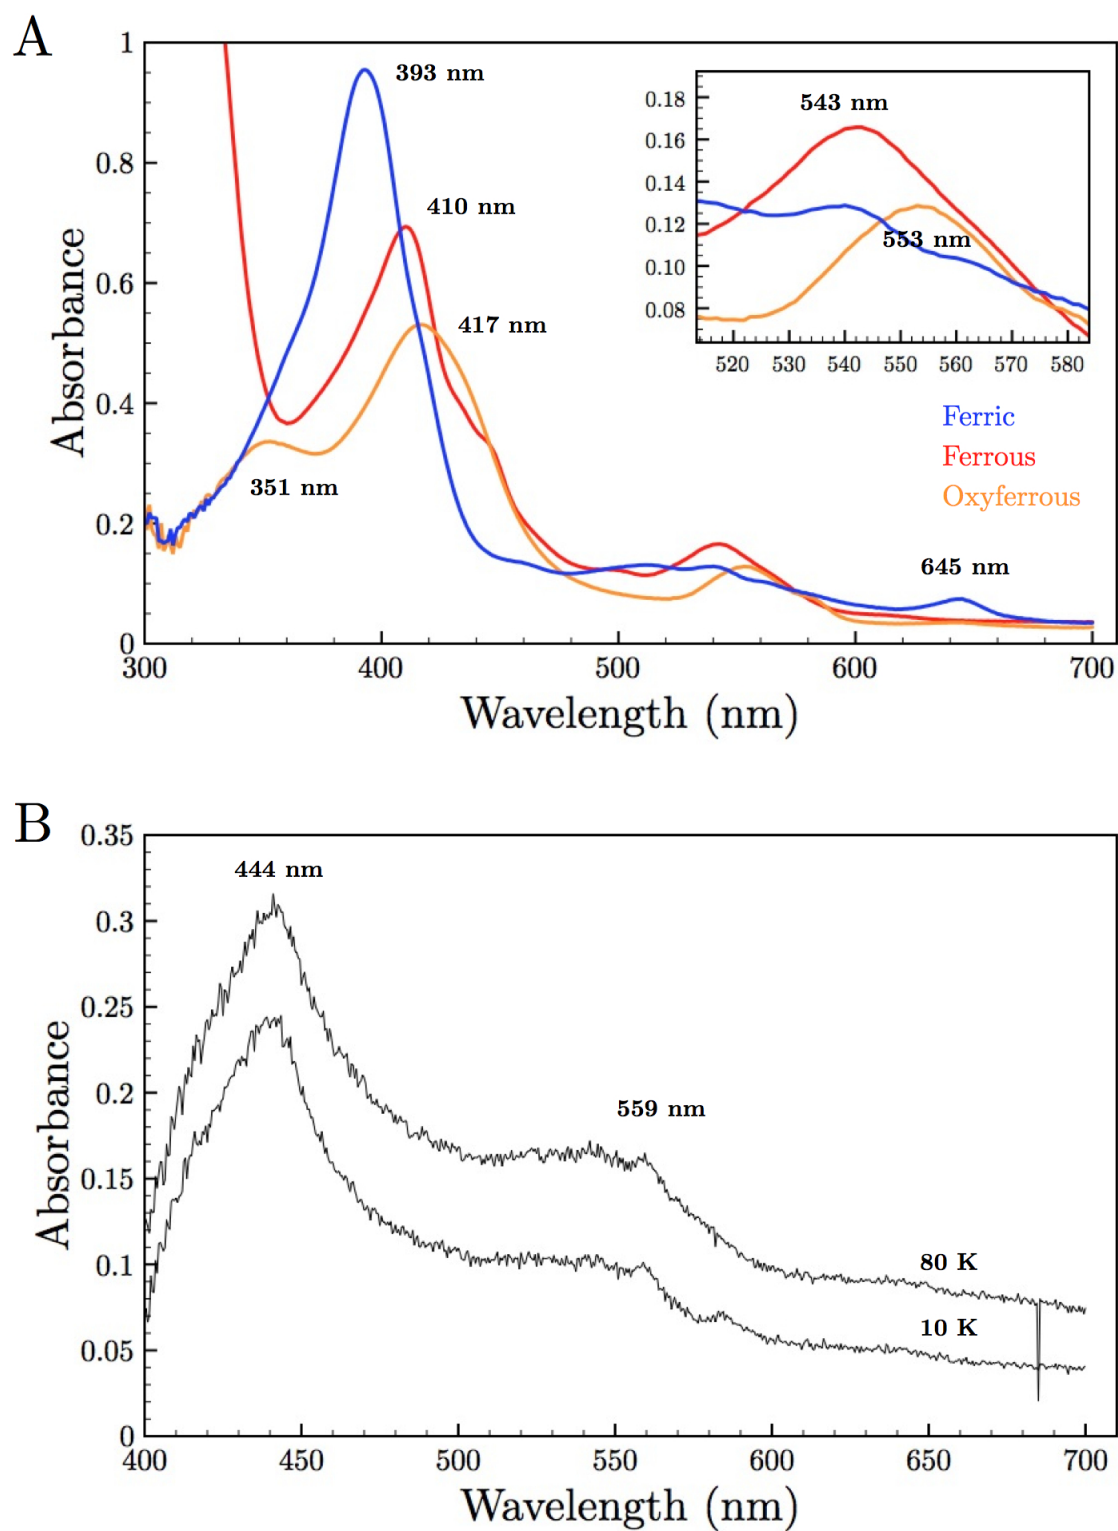 A
1
0.8
0.6
0.4
0.2
0
Absorbance
393 nm
410 nm
417 nm
351 nm
645 nm
0.18
0.16
0.14
0.12
0.10
0.08
543 nm
553 nm
520 530 540 550 560 570 580
Ferric
Ferrous
Oxyferrous
300 400 500 600 700
Wavelength (nm)
B
0.35
0.3
0.25
0.2
0.15
0.1
0.05
0
Absorbance
444 nm
559 nm
80 K
10 K
400 450 500 550 600 650 700
Wavelength (nm)